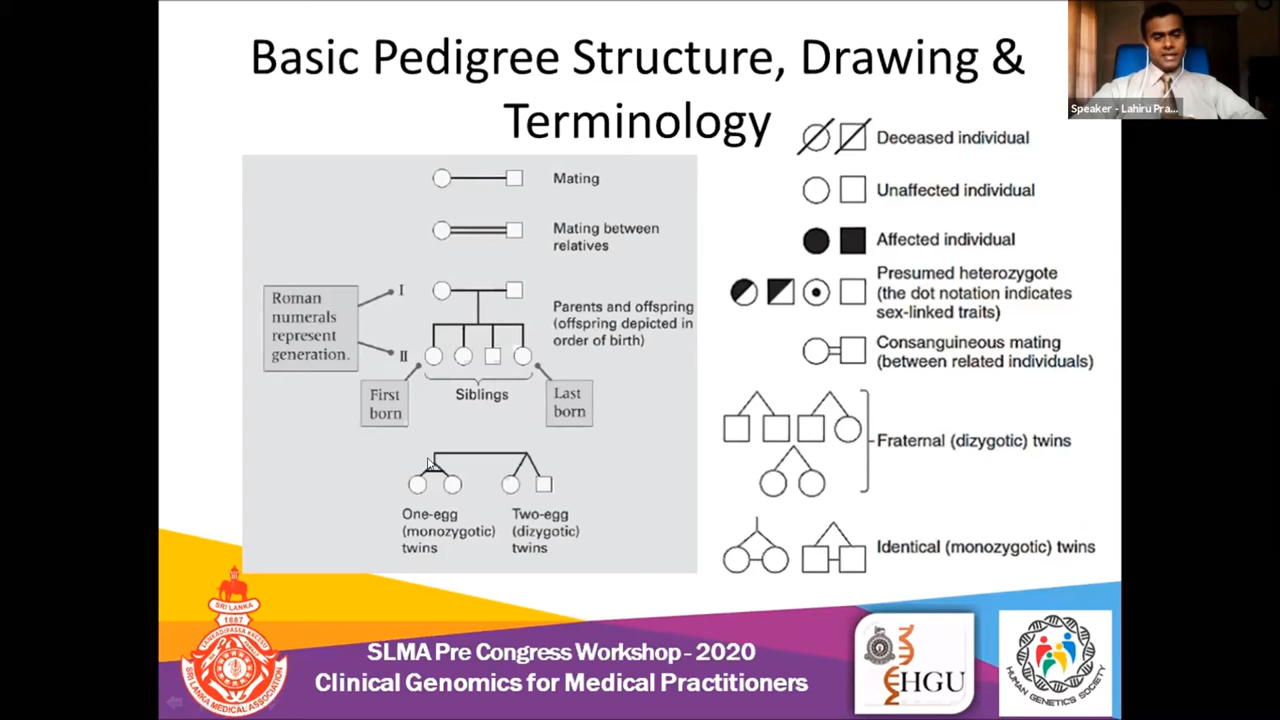 Basic Pedigree Structure, Drawing &
Terminology
Speaker - Lahiru Pra...
Mating
Mating between
relatives
Roman
numerals
represent
generation.
I
II
Parents and offspring
(offspring depicted in
order of birth)
First
born
Siblings
Last
born
One-egg
(monozygotic)
twins
Two-egg
(dizygotic)
twins
Deceased individual
Unaffected individual
Affected individual
Presumed heterozygote
(the dot notation indicates
sex-linked traits)
Consanguineous mating
(between related individuals)
Fraternal (dizygotic) twins
Identical (monozygotic) twins
SRI LANKA
1887
SRI LANKA MEDICAL ASSOCIATION
SLMA Pre Congress Workshop - 2020
Clinical Genomics for Medical Practitioners
HGU
HUMAN GENETICS SOCIETY